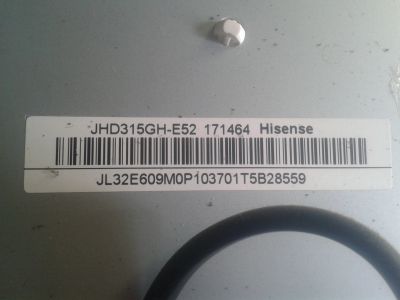 JHD315GH-E52 171464 Hisense
JL32E609M0P103701T5B28559